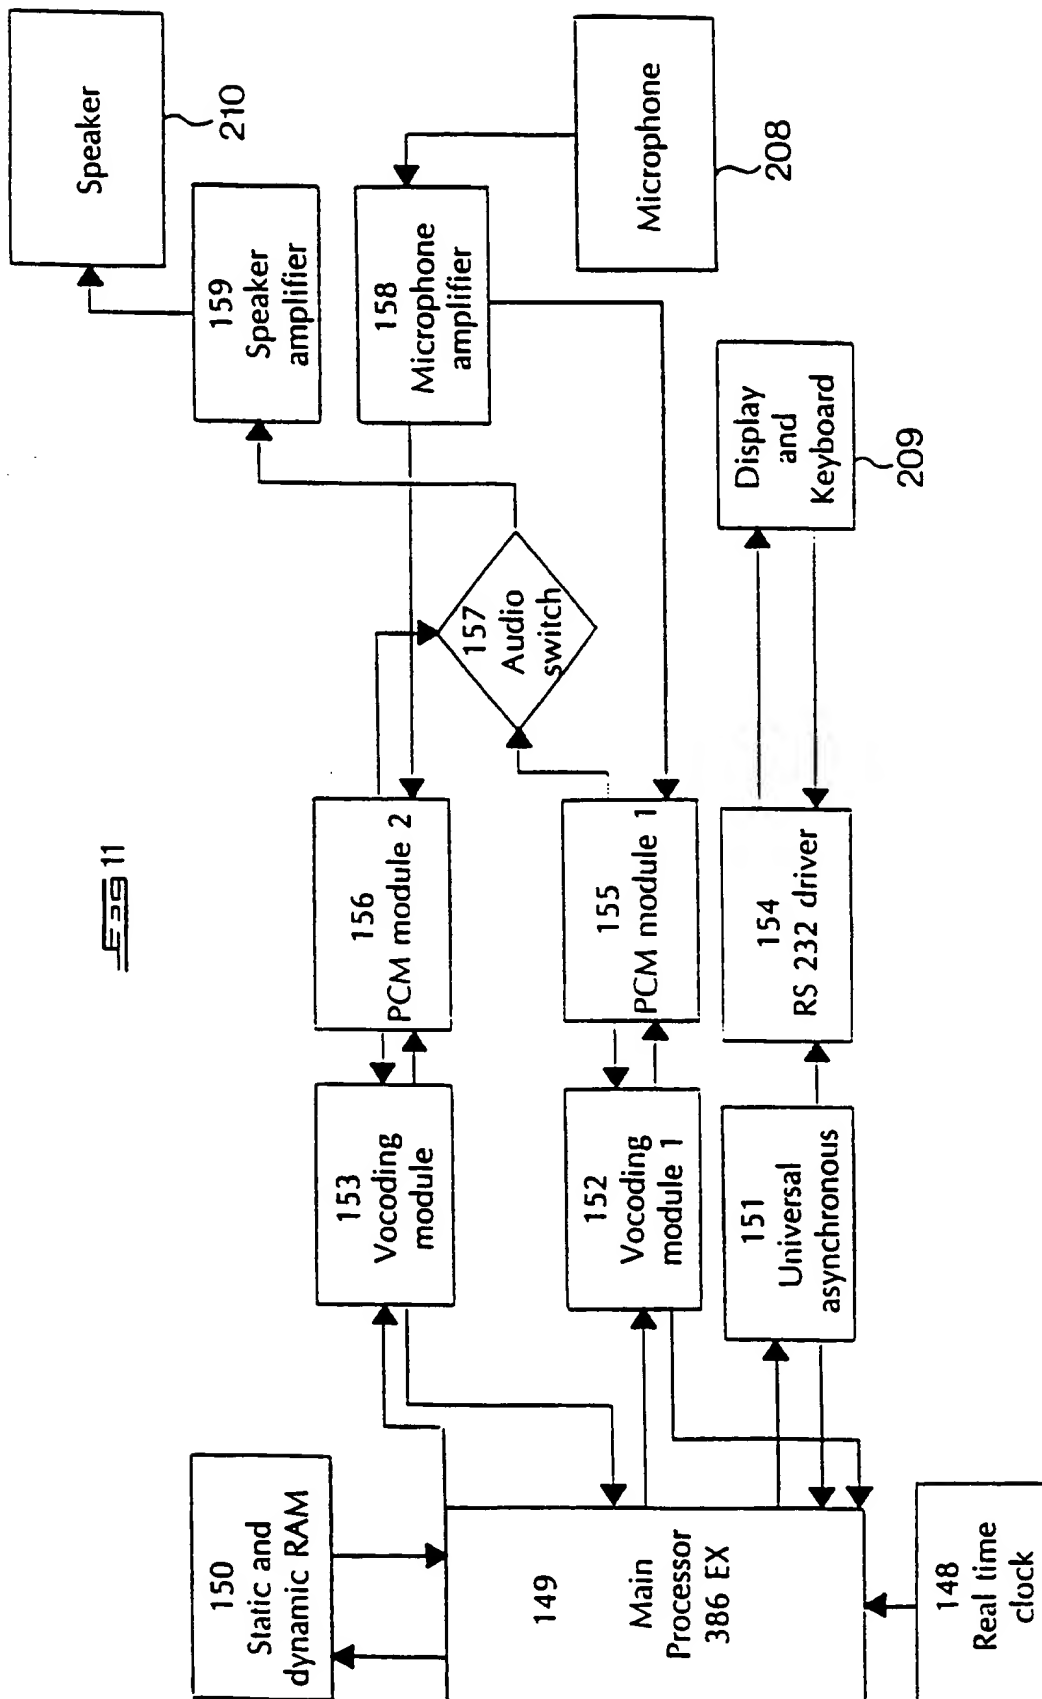 Fig 11
150
Static and
dynamic RAM
149
Main
Processor
386 EX
148
Real time
clock
153
Vocoding
module
152
Vocoding
module 1
151
Universal
asynchronous
156
PCM module 2
155
PCM module 1
154
RS 232 driver
157
Audio
switch
159
Speaker
amplifier
158
Microphone
amplifier
Display
and
Keyboard
209
Speaker
210
Microphone
208